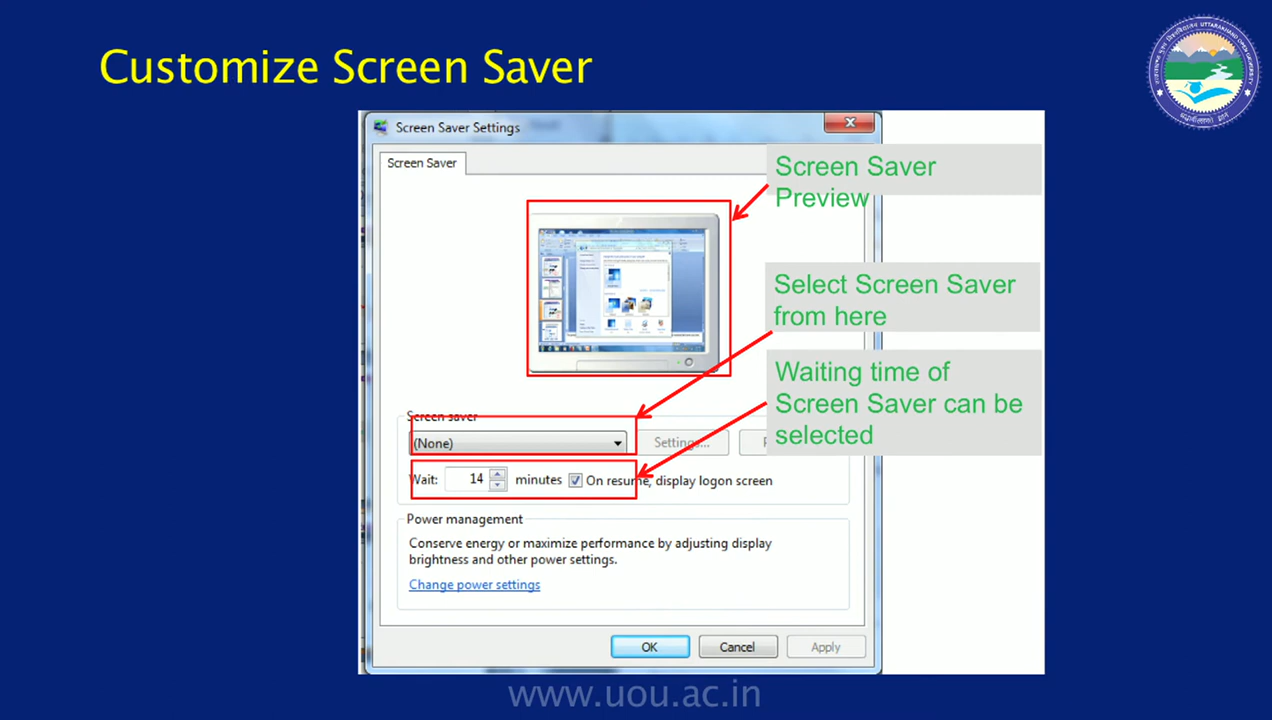 Customize Screen Saver
UTTARAKHAND OPEN UNIVERSITY
Screen Saver Settings
Screen Saver
Screen Saver
Preview
Select Screen Saver
from here
Waiting time of
Screen Saver can be
selected
Screen saver
(None)
Settings...
Wait:
14
minutes
On resume, display logon screen
Power management
Conserve energy or maximize performance by adjusting display
brightness and other power settings.
Change power settings
OK
Cancel
Apply
www.uou.ac.in